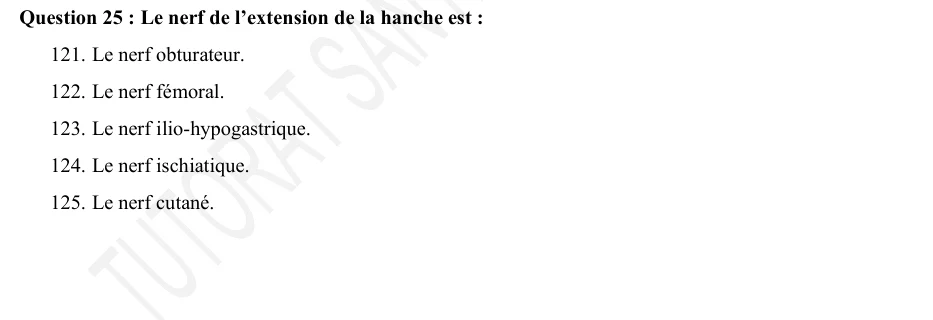 Question 25 : Le nerf de l’extension de la hanche est :
121. Le nerf obturateur.
122. Le nerf fémoral.
123. Le nerf ilio-hypogastrique.
124. Le nerf ischiatique.
125. Le nerf cutané.
TUTORAT